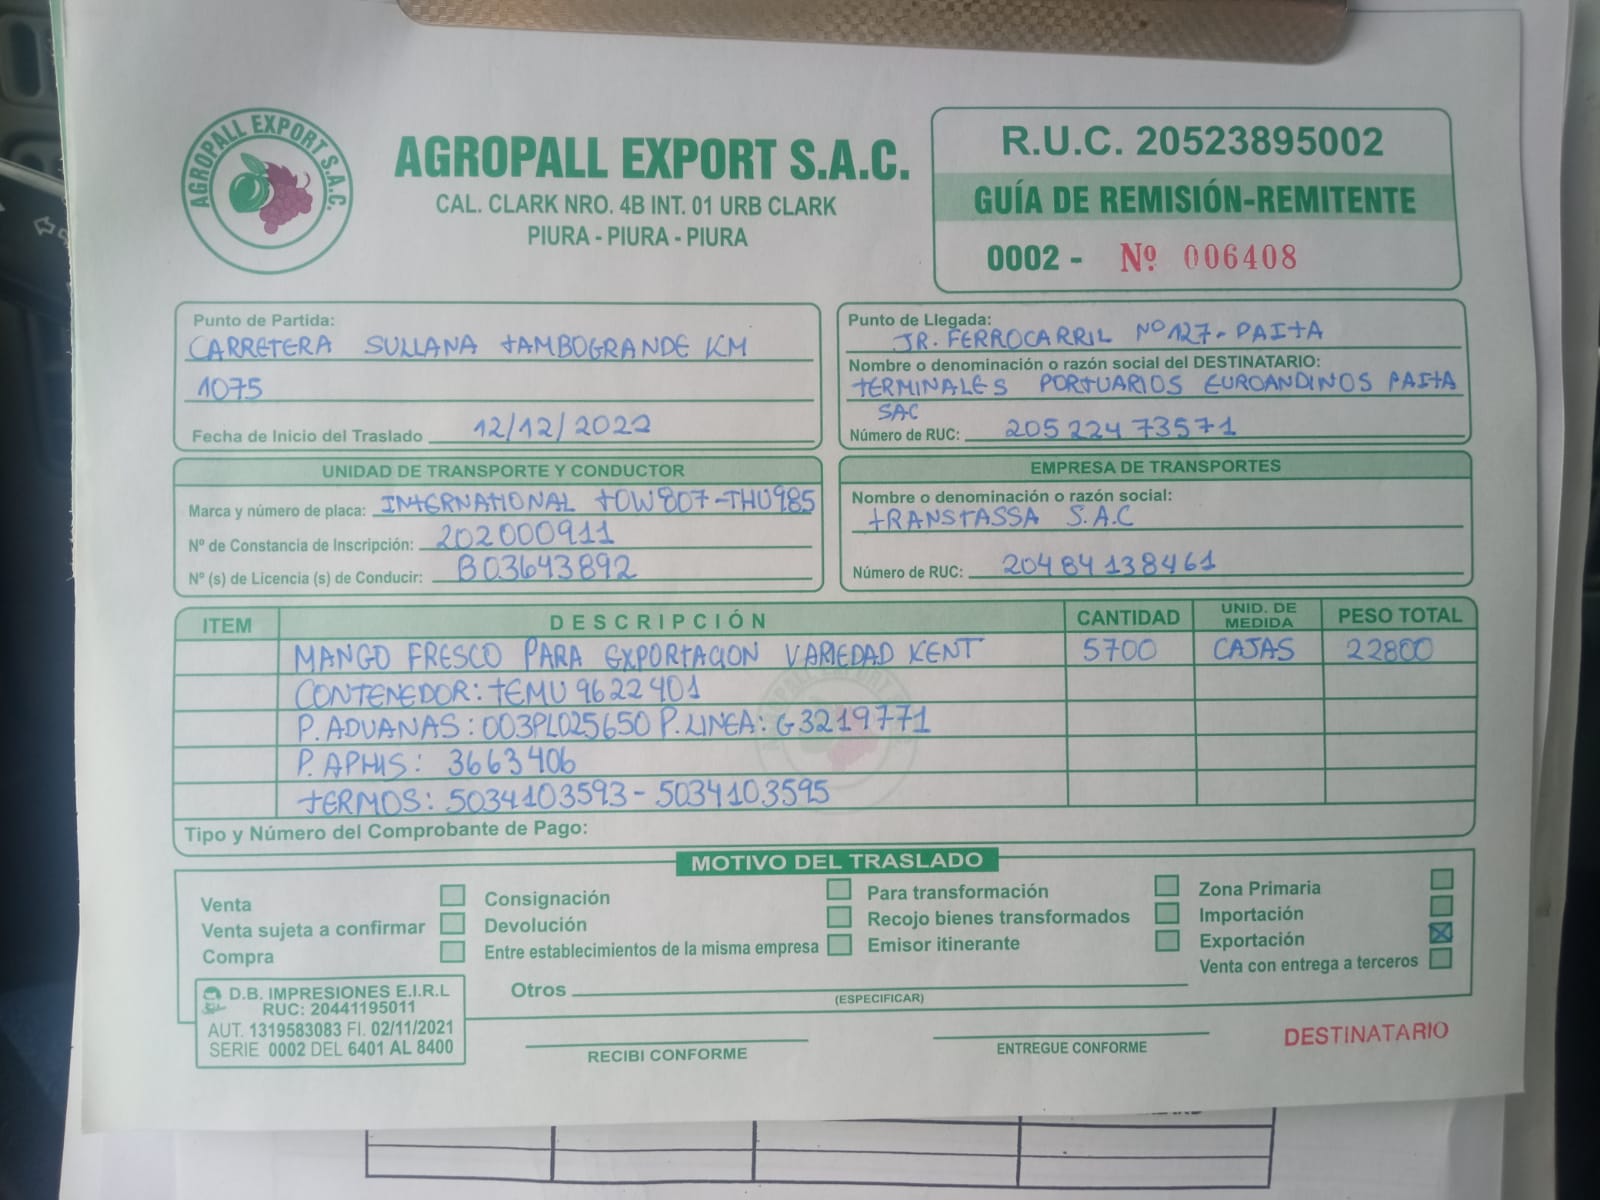 AGROPALL EXPORT S.A.C.
AGROPALL EXPORT S.A.C.
CAL. CLARK NRO. 4B INT. 01 URB CLARK
PIURA - PIURA - PIURA
R.U.C. 20523895002
GUÍA DE REMISIÓN-REMITENTE
0002 - Nº 006408
Punto de Partida:
CARRETERA SULLANA TAMBOGRANDE KM
1075
Fecha de Inicio del Traslado 12/12/2022
Punto de Llegada:
JR. FERROCARRIL Nº 127 - PAITA
Nombre o denominación o razón social del DESTINATARIO:
TERMINALES PORTUARIOS EUROANDINOS PAITA
SAC
Número de RUC: 20522473571
UNIDAD DE TRANSPORTE Y CONDUCTOR
Marca y número de placa: INTERNATIONAL TOW807-THU985
Nº de Constancia de Inscripción: 202000911
Nº (s) de Licencia (s) de Conducir: B03643892
EMPRESA DE TRANSPORTES
Nombre o denominación o razón social:
TRANSTASSA S.A.C
Número de RUC: 20484138461
ITEM DESCRIPCIÓN CANTIDAD UNID. DE MEDIDA PESO TOTAL
MANGO FRESCO PARA EXPORTACION VARIEDAD KENT 5700 CAJAS 22800
CONTENEDOR: TEMU 9622401
P. ADUANAS: 003PL025650 P. LINEA: G3219771
P. APHIS: 3663406
TERMOS: 5034103593 - 5034103595
Tipo y Número del Comprobante de Pago:
MOTIVO DEL TRASLADO
Venta Consignación Para transformación Zona Primaria
Venta sujeta a confirmar Devolución Recojo bienes transformados Importación
Compra Entre establecimientos de la misma empresa Emisor itinerante Exportación
Venta con entrega a terceros
Otros
(ESPECIFICAR)
D.B. IMPRESIONES E.I.R.L
RUC: 20441195011
AUT. 1319583083 FI. 02/11/2021
SERIE 0002 DEL 6401 AL 8400
RECIBI CONFORME
ENTREGUE CONFORME
DESTINATARIO